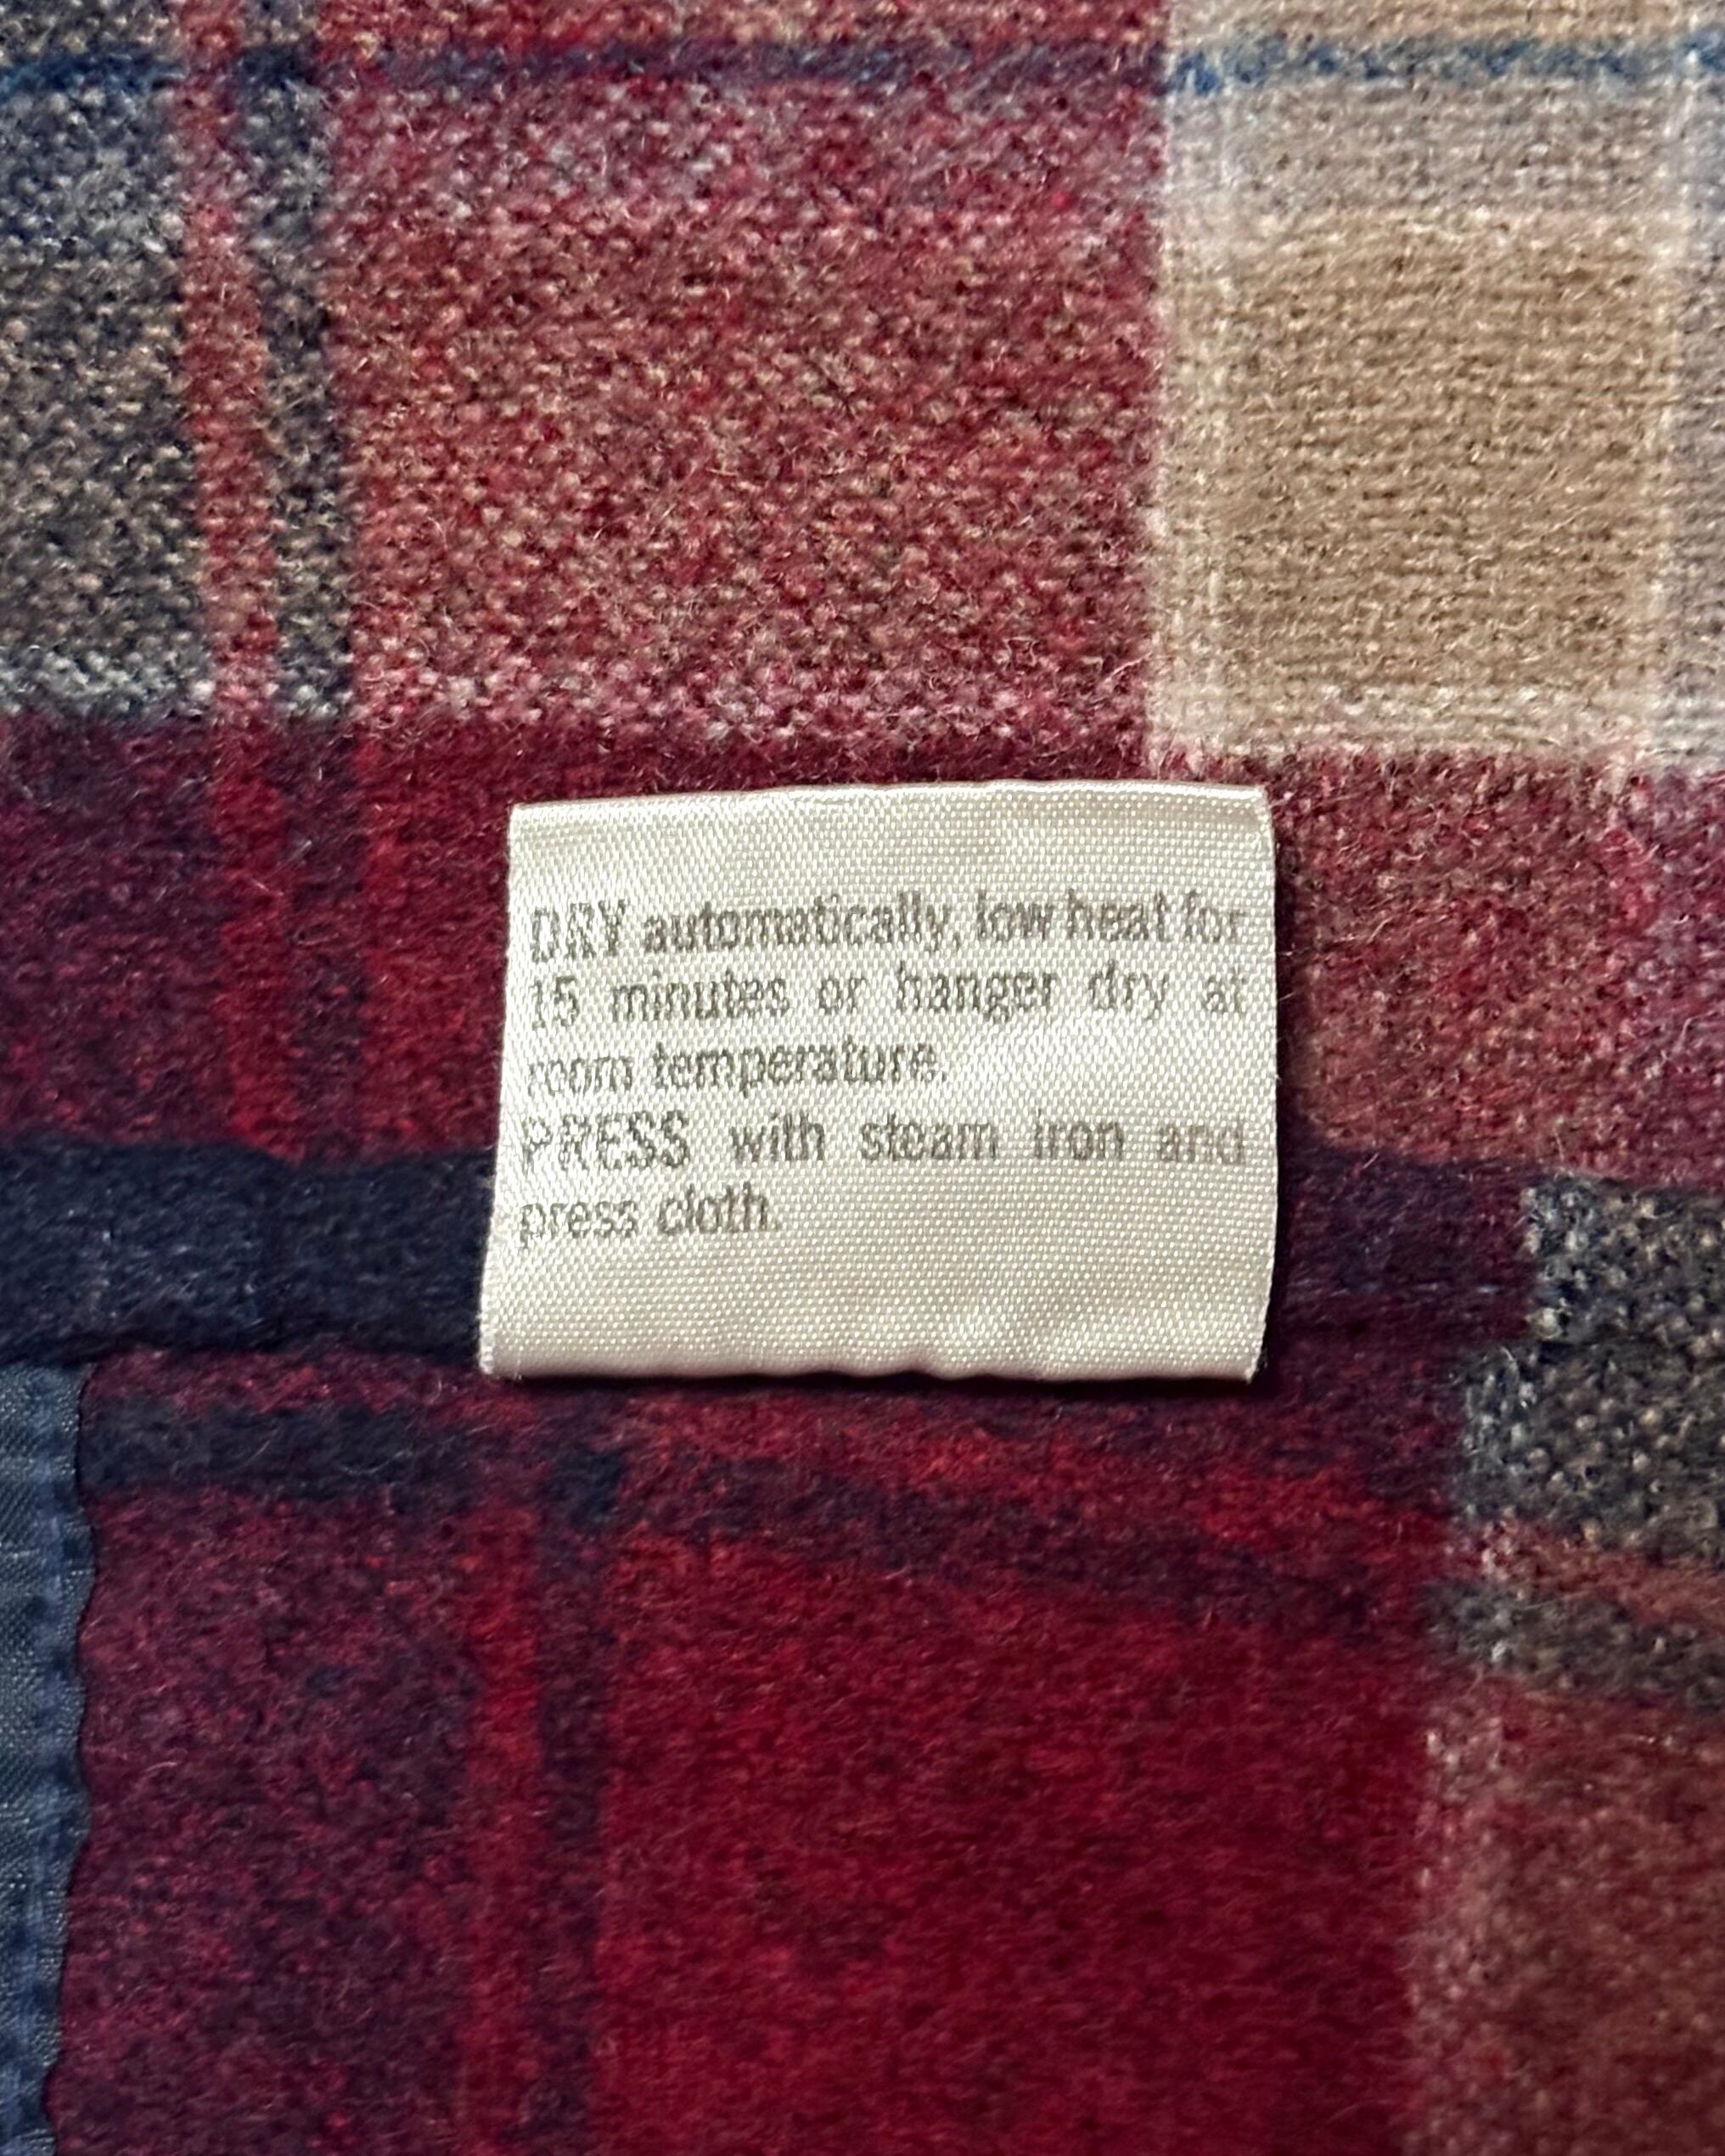 DRY automatically, low heat for
15 minutes or hanger dry at
room temperature.
PRESS with steam iron and
press cloth.